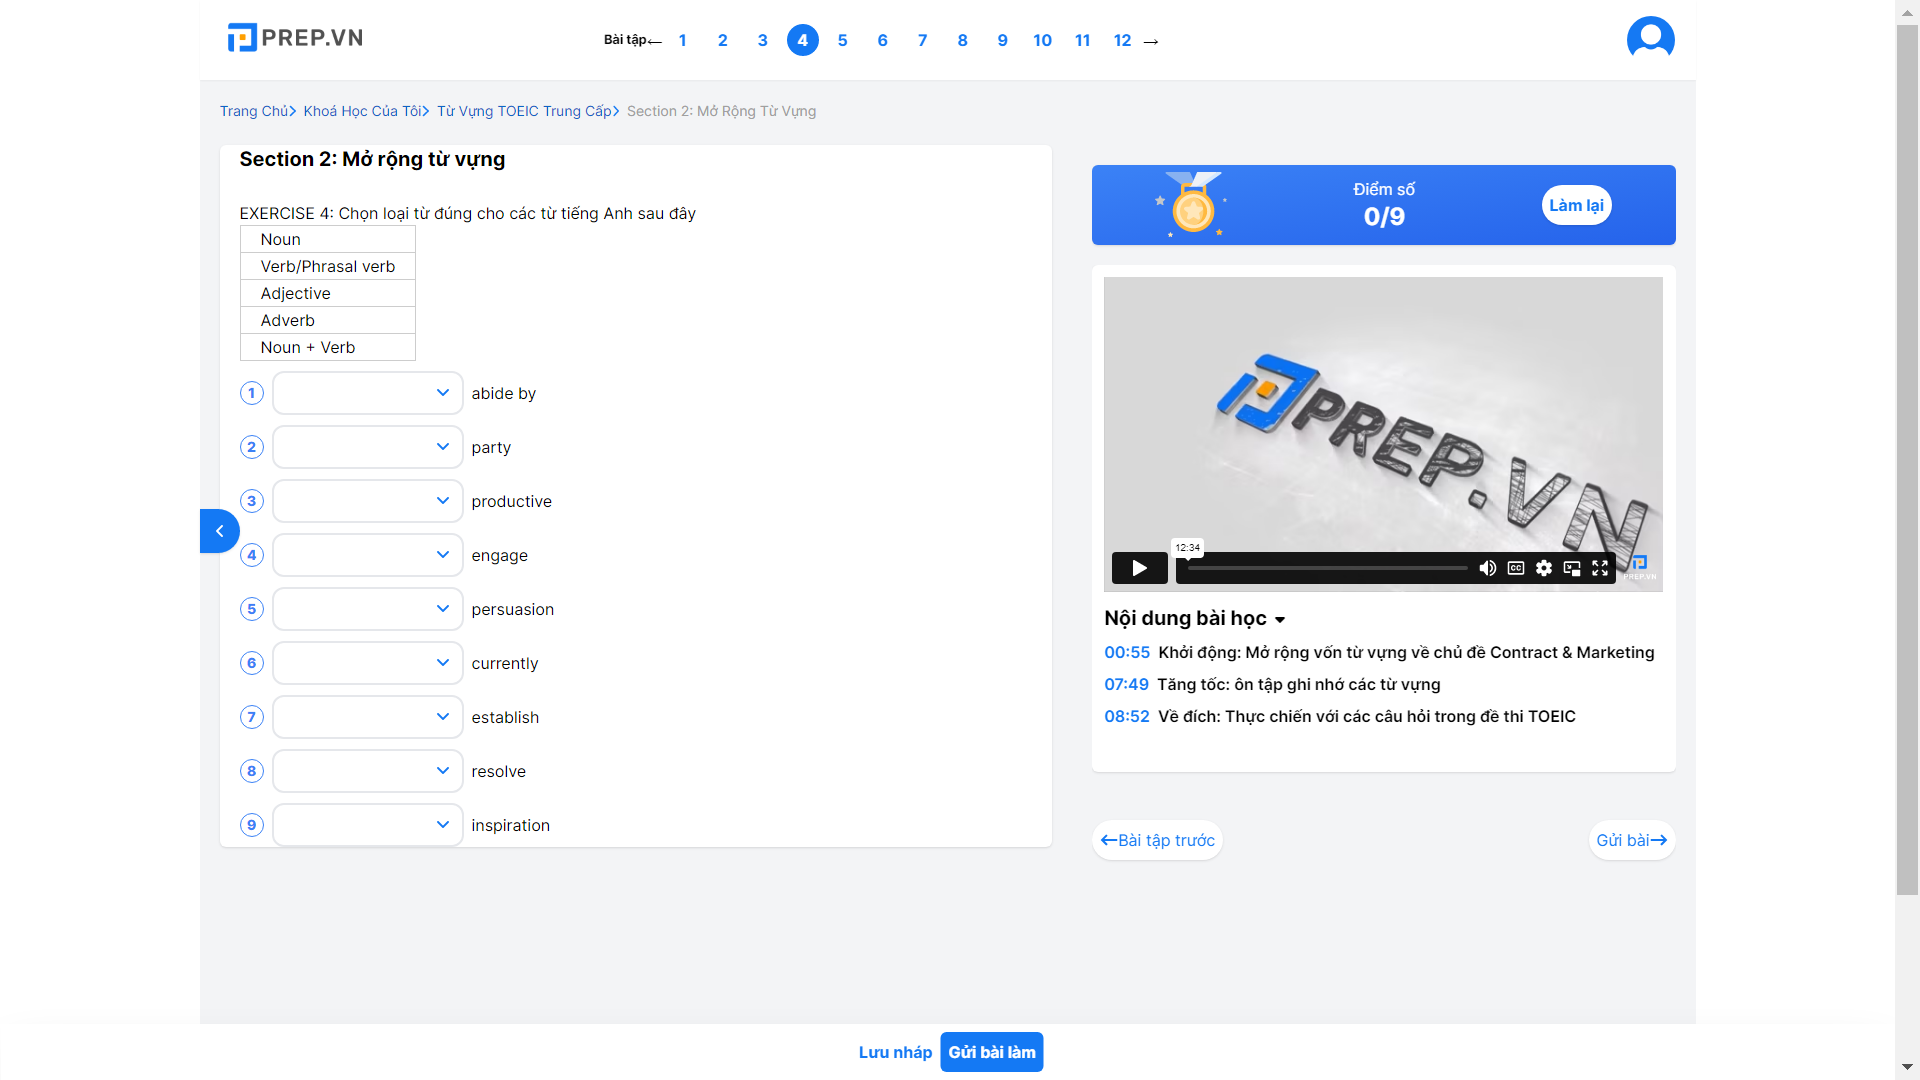 PREP.VN
Bài tập← 1 2 3 4 5 6 7 8 9 10 11 12 →
Trang Chủ> Khoá Học Của Tôi> Từ Vựng TOEIC Trung Cấp> Section 2: Mở Rộng Từ Vựng
Section 2: Mở rộng từ vựng
EXERCISE 4: Chọn loại từ đúng cho các từ tiếng Anh sau đây
Noun
Verb/Phrasal verb
Adjective
Adverb
Noun + Verb
1 abide by
2 party
3 productive
4 engage
5 persuasion
6 currently
7 establish
8 resolve
9 inspiration
Điểm số
0/9
Làm lại
PREP.VN
12:34
CC
PREP.VN
Nội dung bài học
00:55 Khởi động: Mở rộng vốn từ vựng về chủ đề Contract & Marketing
07:49 Tăng tốc: ôn tập ghi nhớ các từ vựng
08:52 Về đích: Thực chiến với các câu hỏi trong đề thi TOEIC
←Bài tập trước
Gửi bài→
Lưu nháp
Gửi bài làm